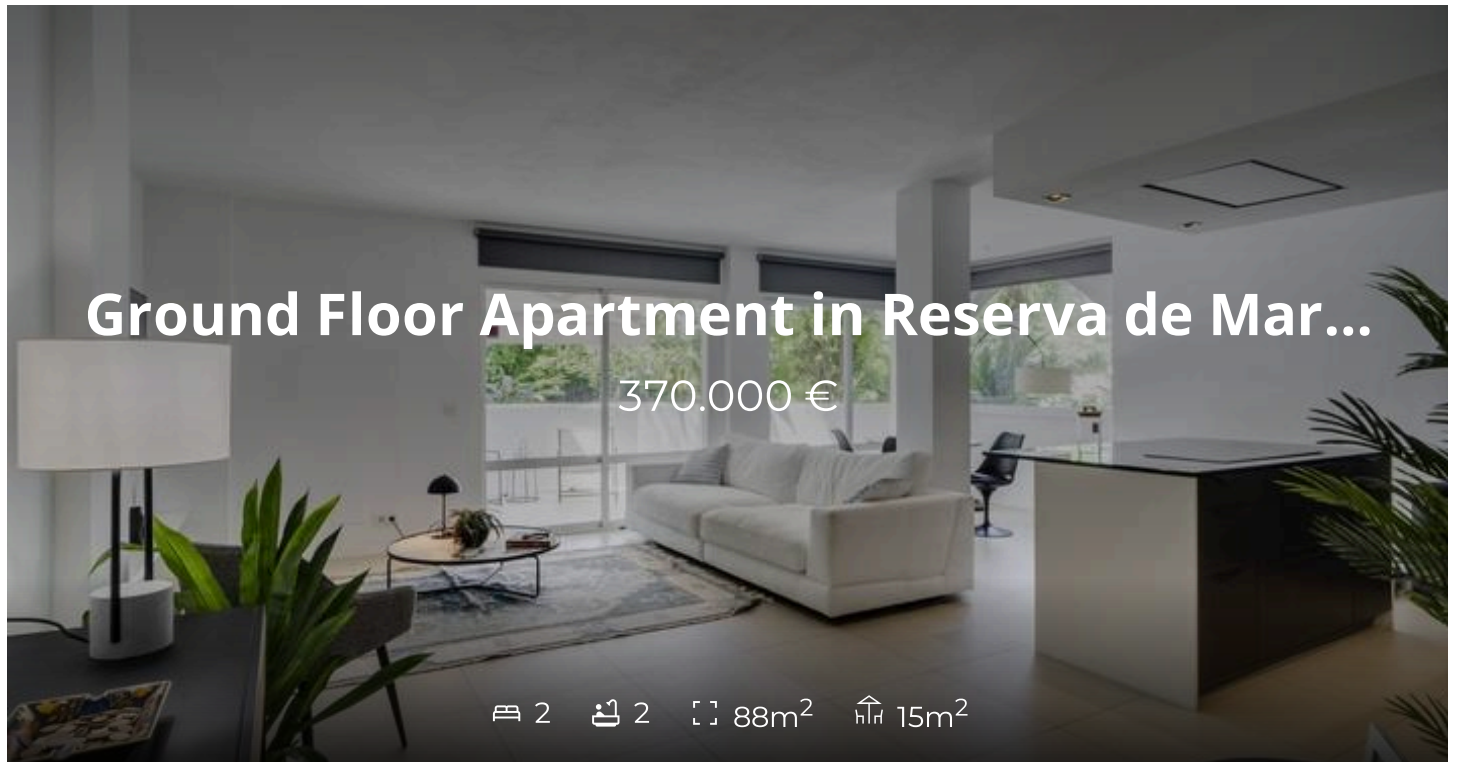 Ground Floor Apartment in Reserva de Mar...
370.000 €
2 2 88m² 15m²